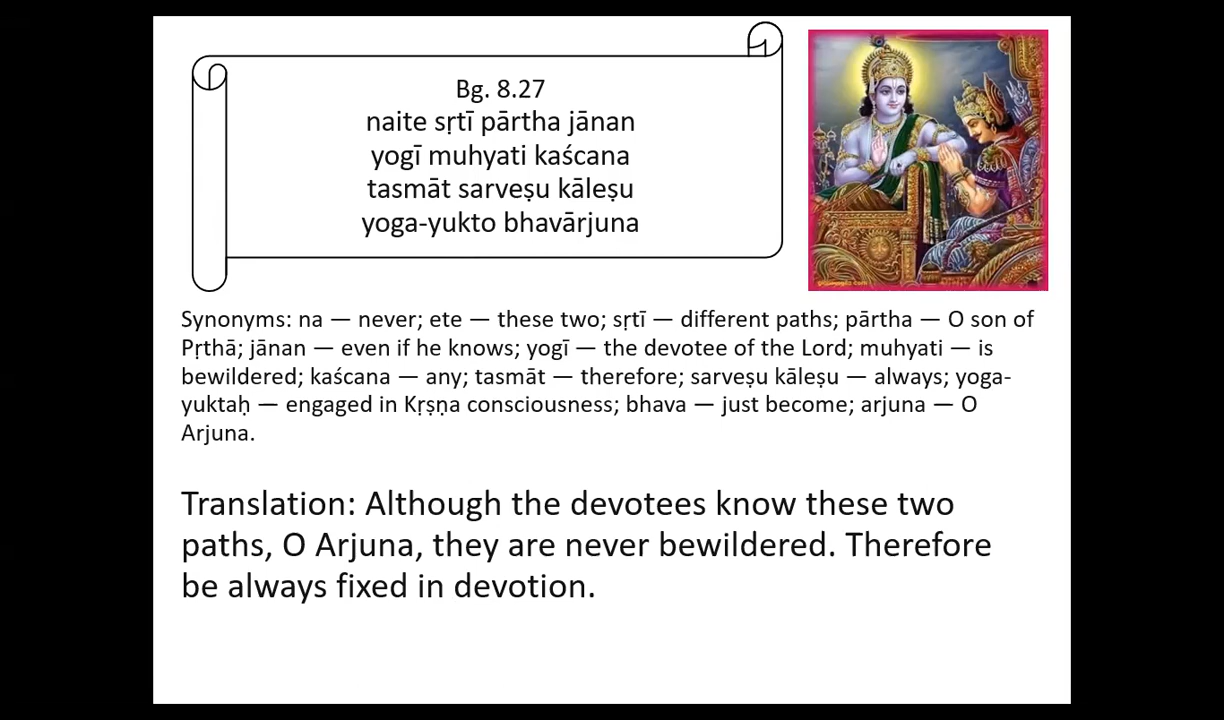 Bg. 8.27
naite sṛtī pārtha jānan
yogī muhyati kaścana
tasmāt sarveṣu kāleṣu
yoga-yukto bhavārjuna
Synonyms: na — never; ete — these two; sṛtī — different paths; pārtha — O son of
Pṛthā; jānan — even if he knows; yogī — the devotee of the Lord; muhyati — is
bewildered; kaścana — any; tasmāt — therefore; sarveṣu kāleṣu — always; yoga-
yuktaḥ — engaged in Kṛṣṇa consciousness; bhava — just become; arjuna — O
Arjuna.
Translation: Although the devotees know these two
paths, O Arjuna, they are never bewildered. Therefore
be always fixed in devotion.